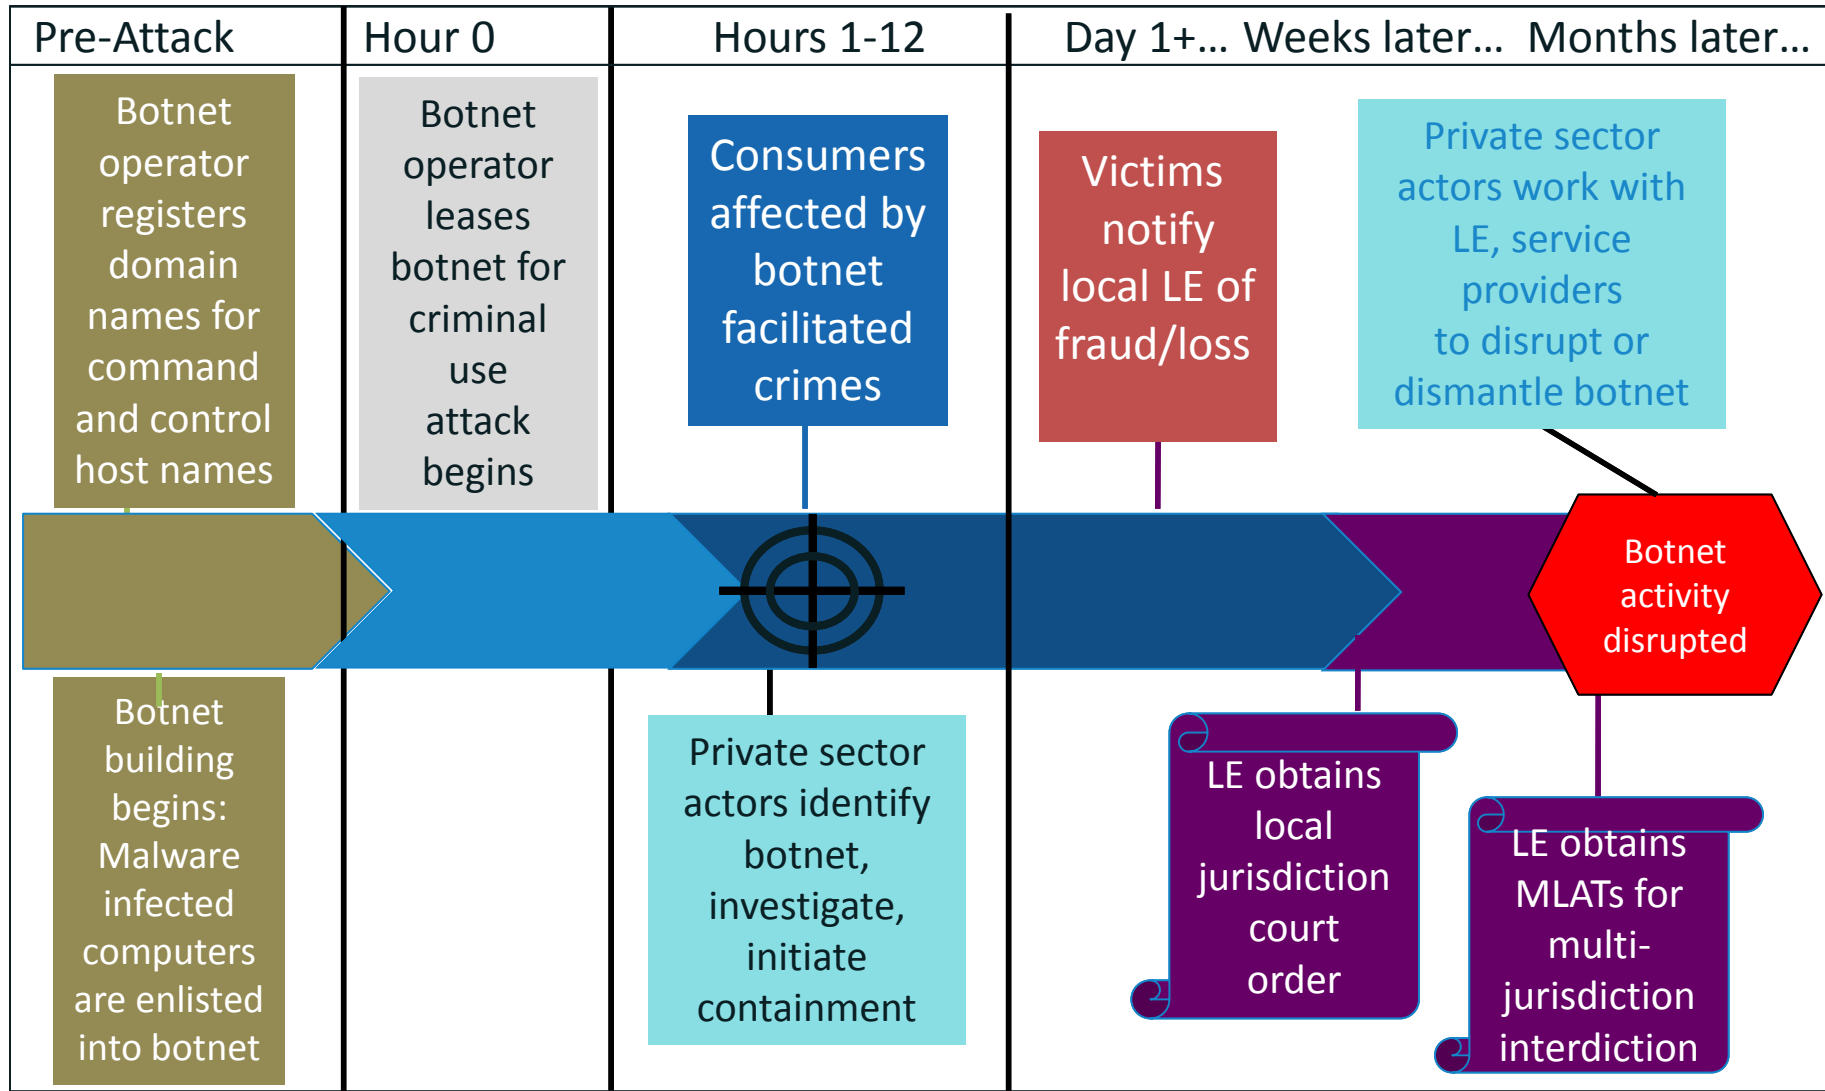 Pre-Attack
Hour 0
Hours 1-12
Day 1+... Weeks later... Months later...
Botnet
operator
registers
domain
names for
command
and control
host names
Botnet
operator
leases
botnet for
criminal
use
attack
begins
Consumers
affected by
botnet
facilitated
crimes
Victims
notify
local LE of
fraud/loss
Private sector
actors work with
LE, service
providers
to disrupt or
dismantle botnet
Botnet
activity
disrupted
Botnet
building
begins:
Malware
infected
computers
are enlisted
into botnet
Private sector
actors identify
botnet,
investigate,
initiate
containment
LE obtains
local
jurisdiction
court
order
LE obtains
MLATs for
multi-
jurisdiction
interdiction